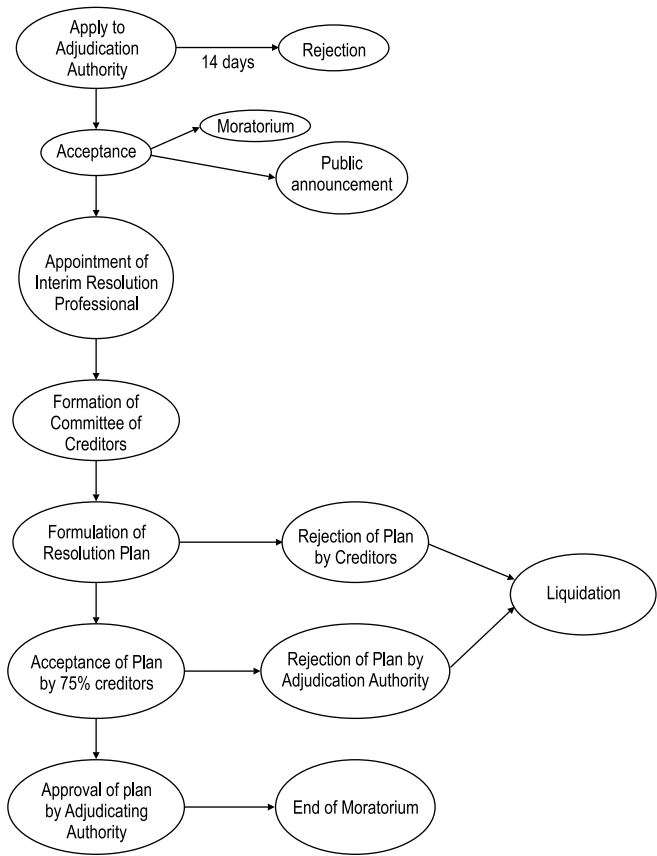 Apply to
Adjudication
Authority
14 days
Rejection
Moratorium
Acceptance
Public
announcement
Appointment of
Interim Resolution
Professional
Formation of
Committee of
Creditors
Formulation of
Resolution Plan
Rejection of Plan
by Creditors
Liquidation
Acceptance of Plan
by 75% creditors
Rejection of Plan by
Adjudication Authority
Approval of plan
by Adjudicating
Authority
End of Moratorium